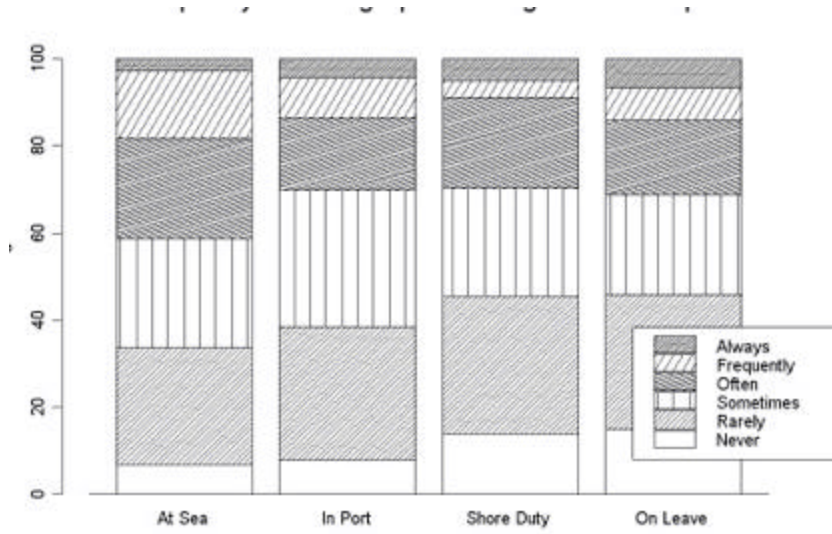 100
80
60
40
20
0
Always
Frequently
Often
Sometimes
Rarely
Never
At Sea
In Port
Shore Duty
On Leave